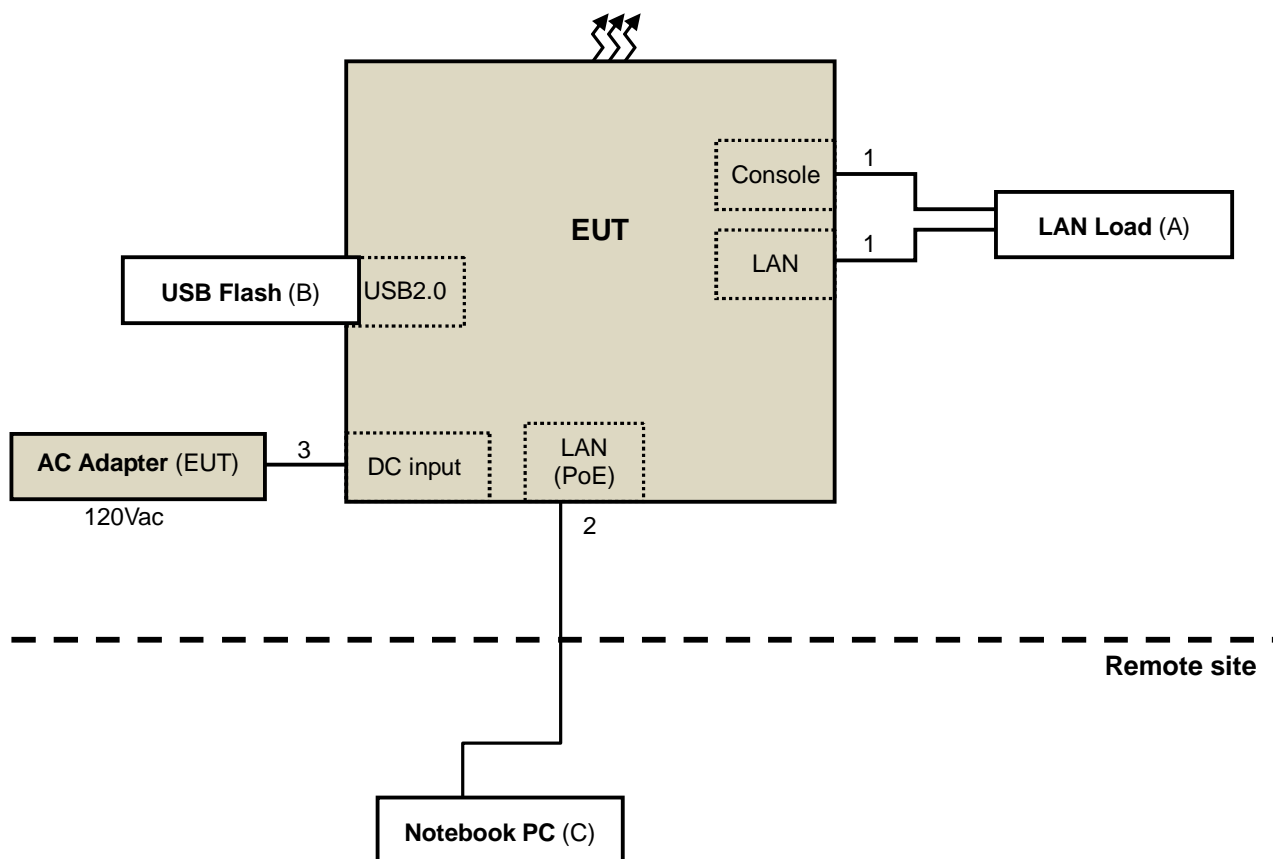 Console
1
EUT
LAN Load (A)
1
LAN
USB Flash (B)
USB2.0
AC Adapter (EUT)
3
DC input
LAN
(PoE)
120Vac
2
Remote site
Notebook PC (C)